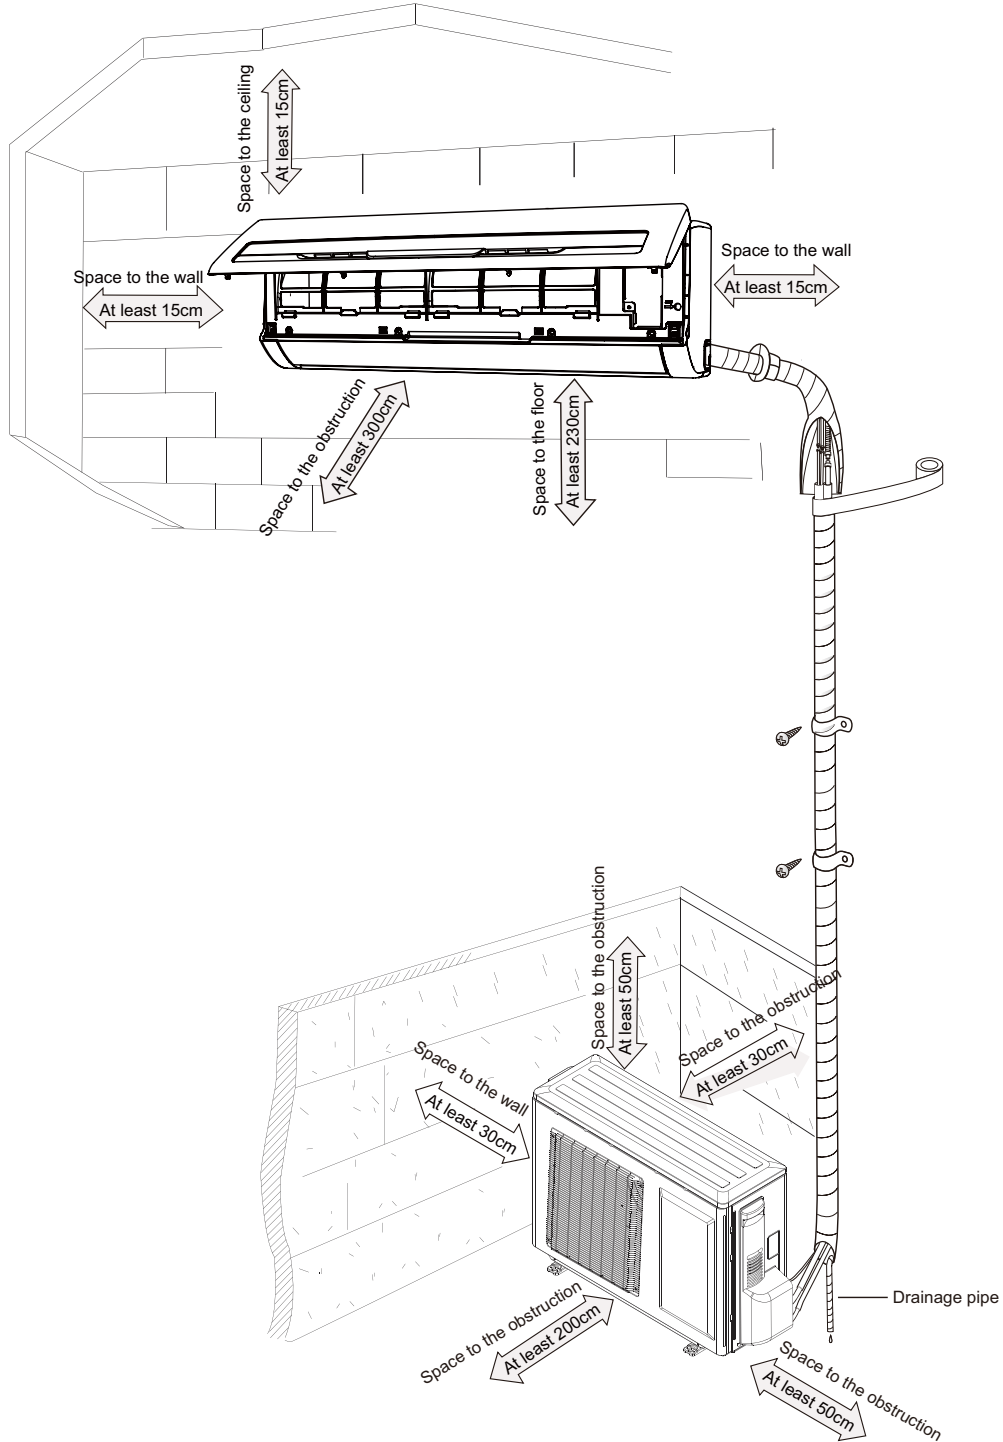 Space to the ceiling
At least 15cm
Space to the wall
At least 15cm
Space to the wall
At least 15cm
Space to the obstruction
At least 300cm
Space to the floor
At least 230cm
Space to the obstruction
At least 50cm
Space to the obstruction
At least 30cm
Space to the wall
At least 30cm
Space to the obstruction
At least 200cm
Drainage pipe
Space to the obstruction
At least 50cm